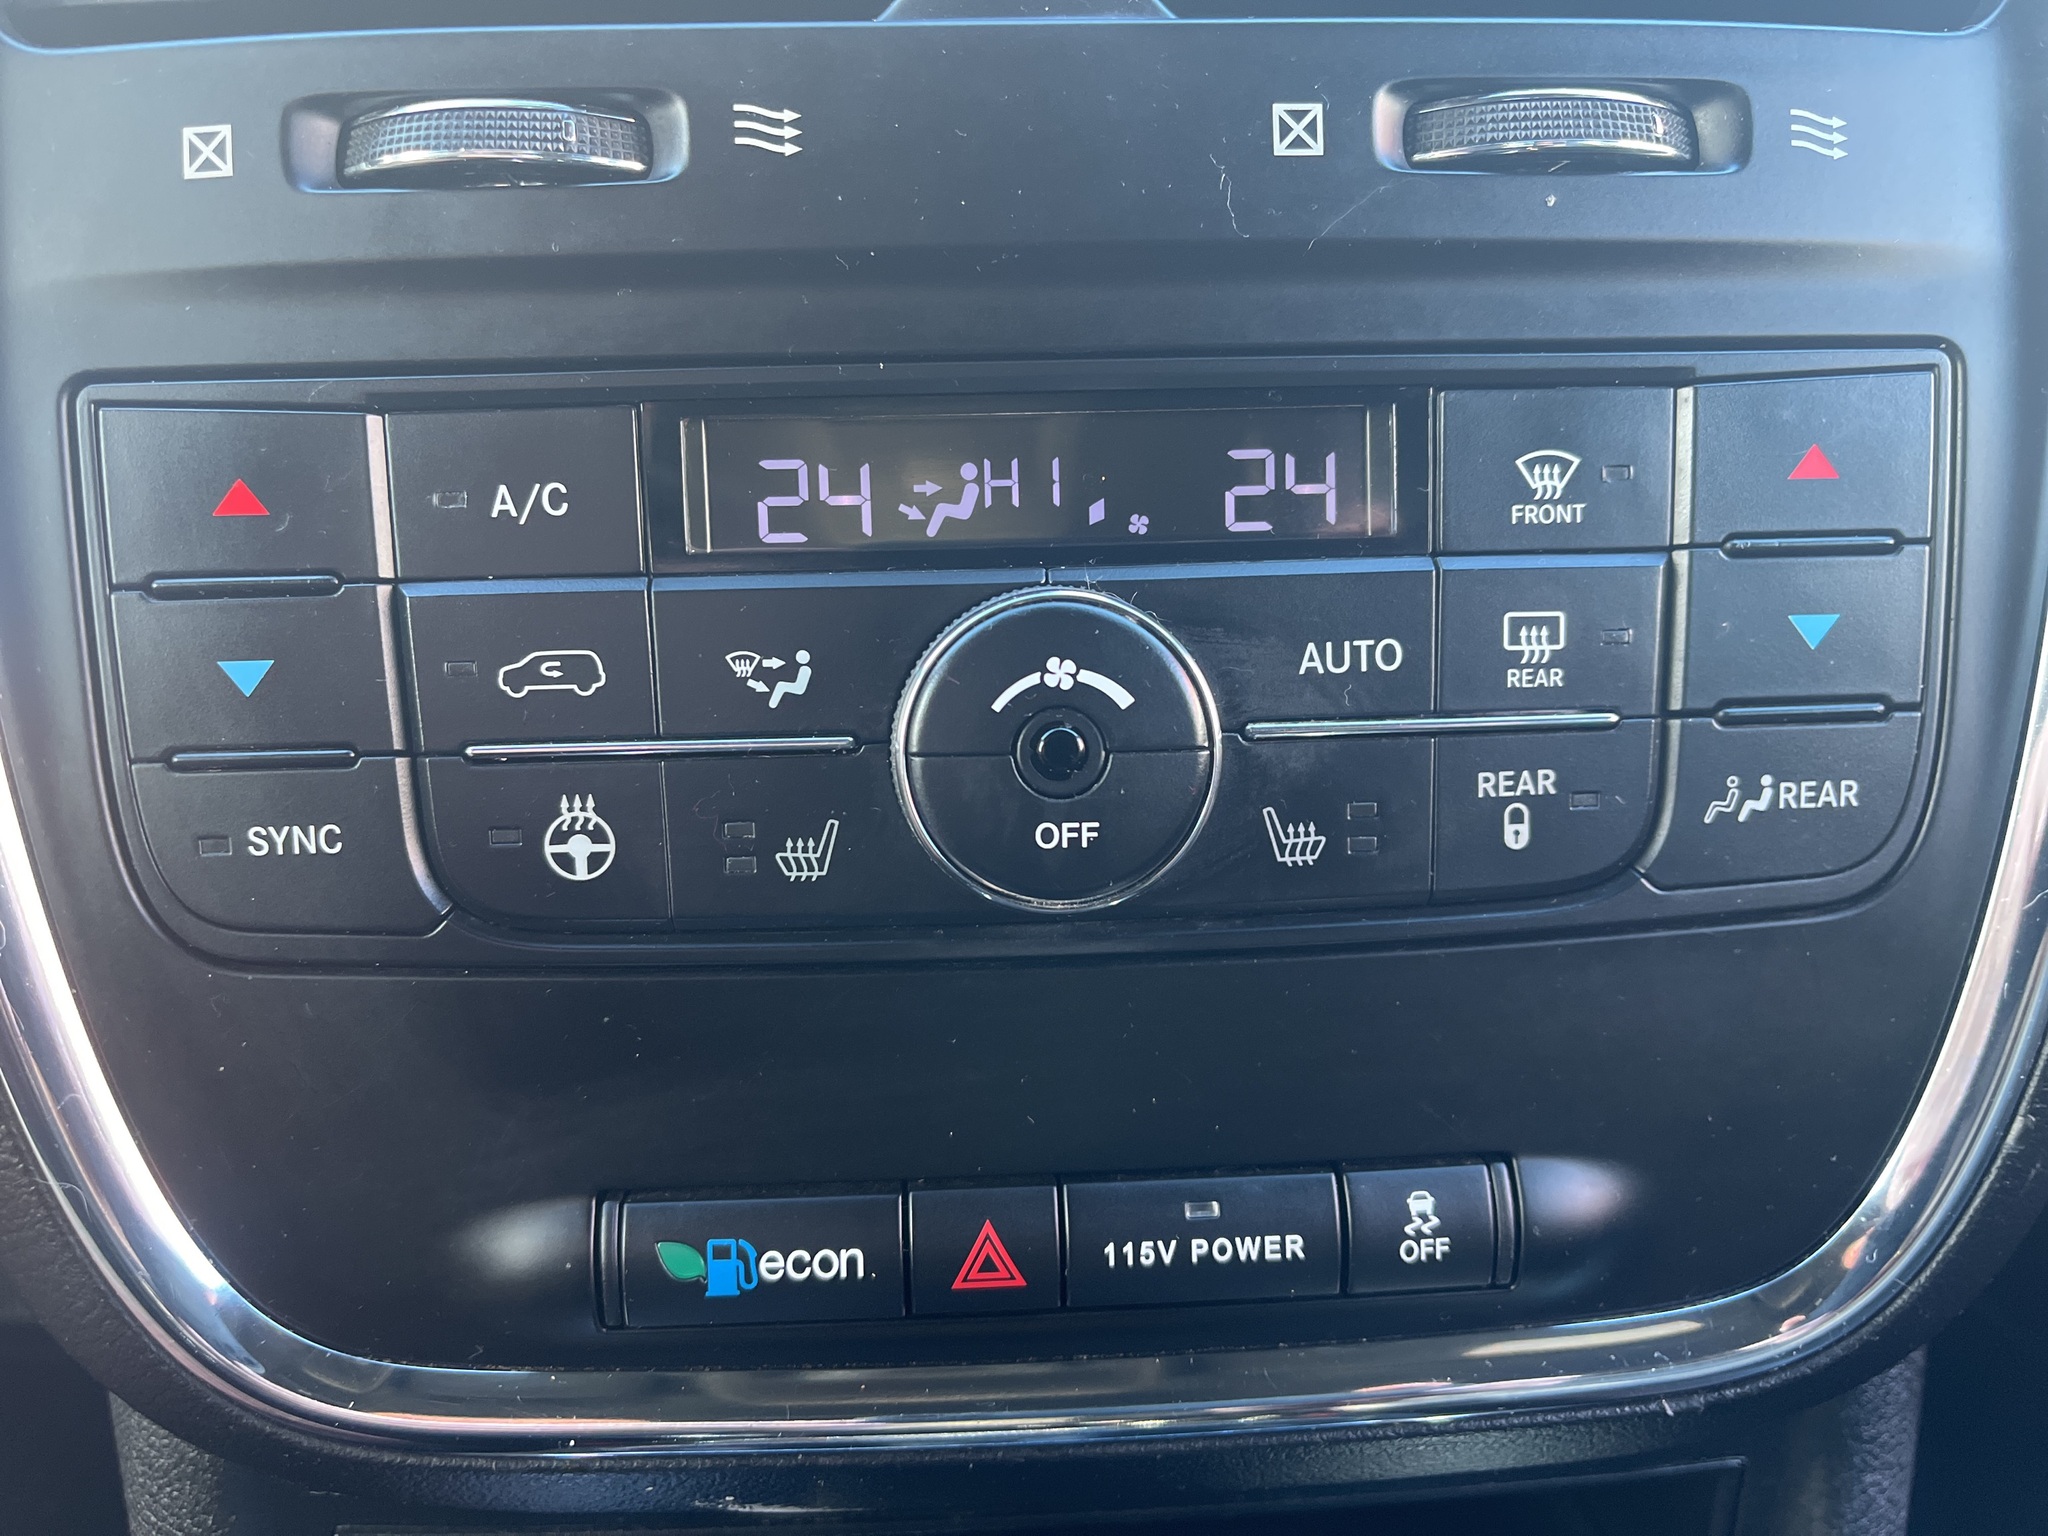 24 HI 24
A/C
FRONT
AUTO
REAR
SYNC
OFF
REAR
REAR
econ
115V POWER
OFF